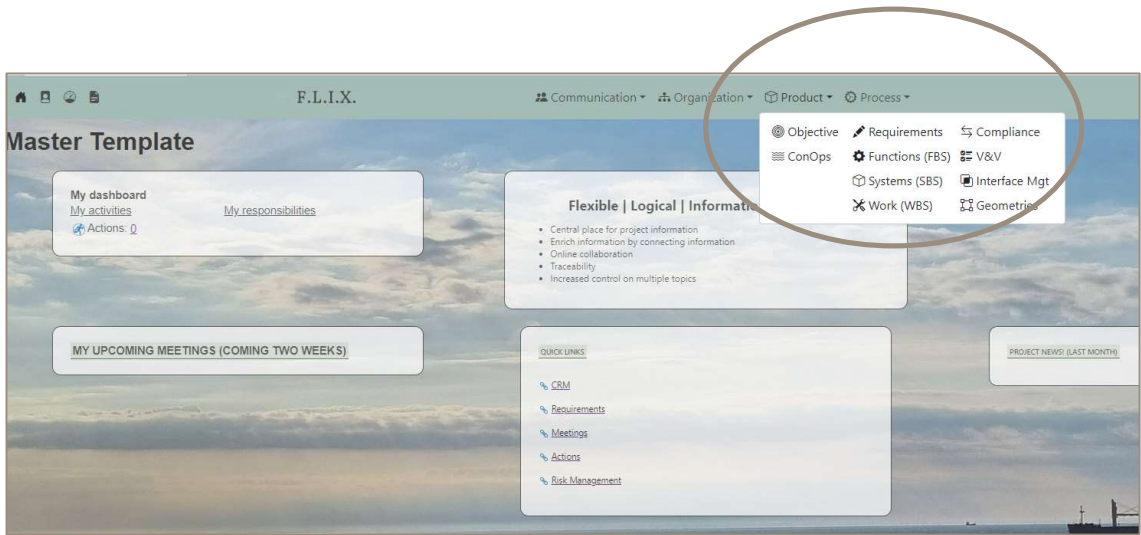 F.L.I.X.
Communication Organization Product Process
Objective Requirements Compliance
ConOps Functions (FBS) V&V
Systems (SBS) Interface Mgt
Work (WBS) Geometries
Master Template
My dashboard
My activities My responsibilities
Actions: 0
Flexible | Logical | Informatio
• Central place for project information
• Enrich information by connecting information
• Online collaboration
• Traceability
• Increased control on multiple topics
MY UPCOMING MEETINGS (COMING TWO WEEKS)
QUICK LINKS
CRM
Requirements
Meetings
Actions
Risk Management
PROJECT NEWS! (LAST MONTH)